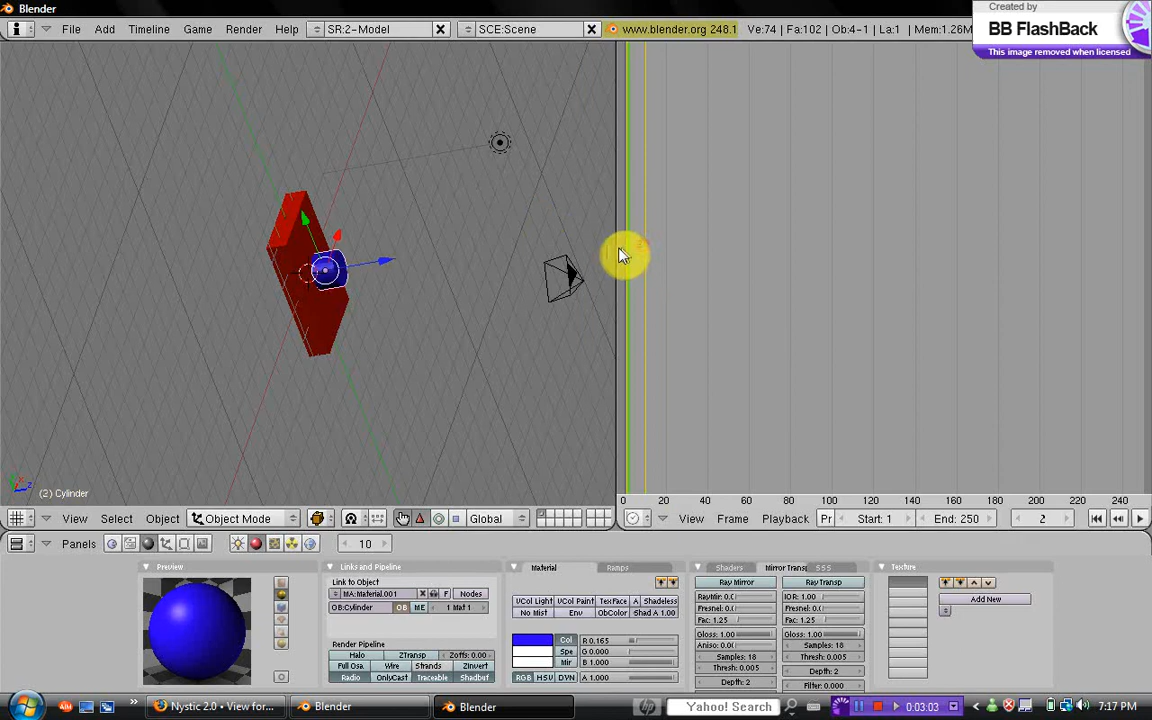 Blender
Created by
BB FlashBack
This image removed when licensed
File Add Timeline Game Render Help SR:2-Model SCE:Scene www.blender.org 248.1 Ve:74 | Fa:102 | Ob:4-1 | La:1 | Mem:1.26M
(2) Cylinder
0 20 40 60 80 100 120 140 160 180 200 220 240
View Select Object Object Mode Global View Frame Playback Pr Start: 1 End: 250 2
Panels 10
Preview Links and Pipeline Material Ramps Shaders Mirror Transp SSS Texture
Link to Object
MA:Material.001 F Nodes
OB:Cylinder OB ME 1 Mat 1
Render Pipeline
Halo ZTransp Zoffs: 0.00
Full Osa Wire Strands ZInvert
Radio OnlyCast Traceable Shadbuf
VCol Light VCol Paint TexFace A Shadeless
No Mist Env ObColor Shad A 1.00
Col R 0.165
Spe G 0.000
Mir B 1.000
RGB HSV DYN A 1.000
Ray Mirror Ray Transp
RayMir: 0.0 IOR: 1.00
Fresnel: 0.0 Fresnel: 0.0
Fac: 1.25 Fac: 1.25
Gloss: 1.00 Gloss: 1.00
Aniso: 0.00 Samples: 18
Samples: 18 Thresh: 0.005
Thresh: 0.005 Depth: 2
Depth: 2 Filter: 0.000
Add New
Nystic 2.0 • View for... Blender Blender Yahoo! Search 0:03:03 7:17 PM